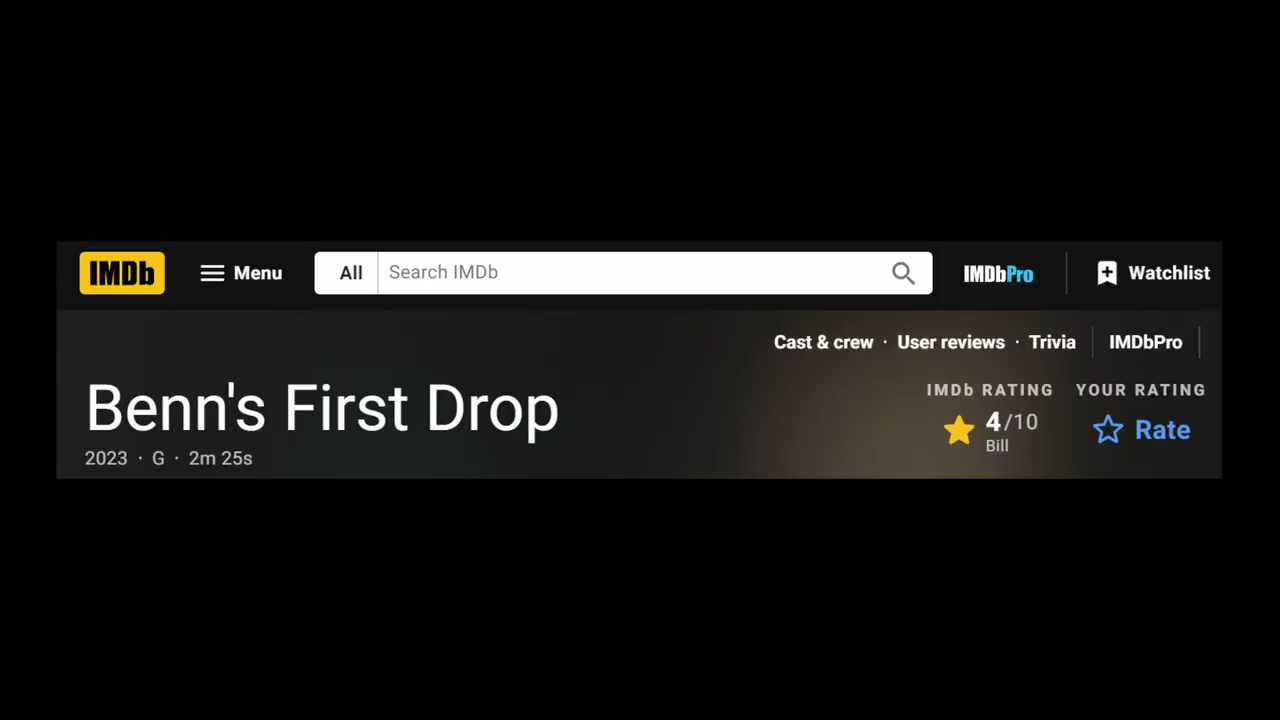 IMDb Menu All Search IMDb IMDbPro Watchlist
Cast & crew · User reviews · Trivia IMDbPro
IMDb RATING YOUR RATING
Benn's First Drop
4/10 Rate
Bill
2023 · G · 2m 25s